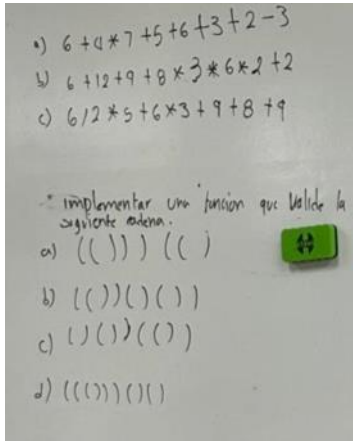 a) 6 + 4 * 7 + 5 + 6 + 3 + 2 - 3
b) 6 + 12 + 9 + 8 * 3 * 6 * 2 + 2
c) 6 / 2 * 5 + 6 * 3 + 9 + 8 + 9
* implementar una función que valide la
siguiente cadena.
a) ( ( ) ) ) ( ( )
b) ( ( ) ) ( ) ( ) )
c) ( ) ( ) ) ( ( ) )
d) ( ( ( ) ) ) ( ) ( )